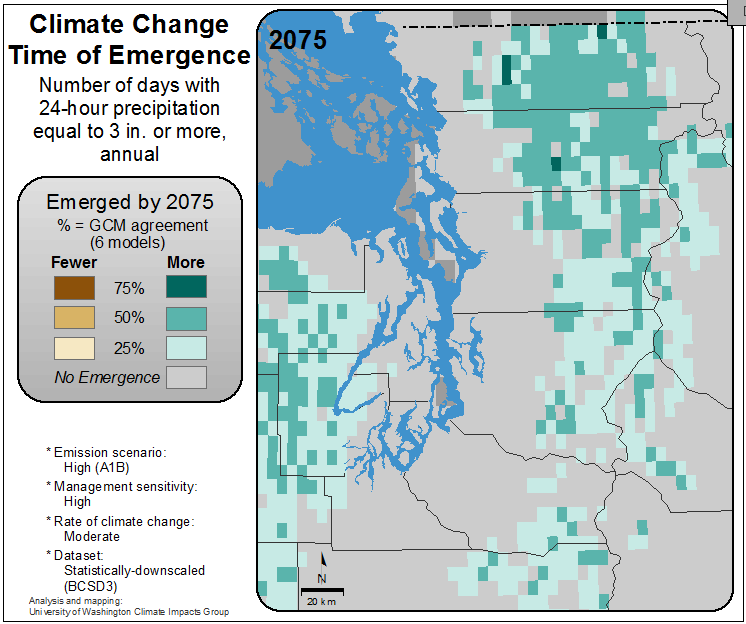 Climate Change
Time of Emergence
Number of days with
24-hour precipitation
equal to 3 in. or more,
annual
Emerged by 2075
% = GCM agreement
(6 models)
Fewer More
75%
50%
25%
No Emergence
* Emission scenario:
High (A1B)
* Management sensitivity:
High
* Rate of climate change:
Moderate
* Dataset:
Statistically-downscaled
(BCSD3)
Analysis and mapping:
University of Washington Climate Impacts Group
2075
N
20 km